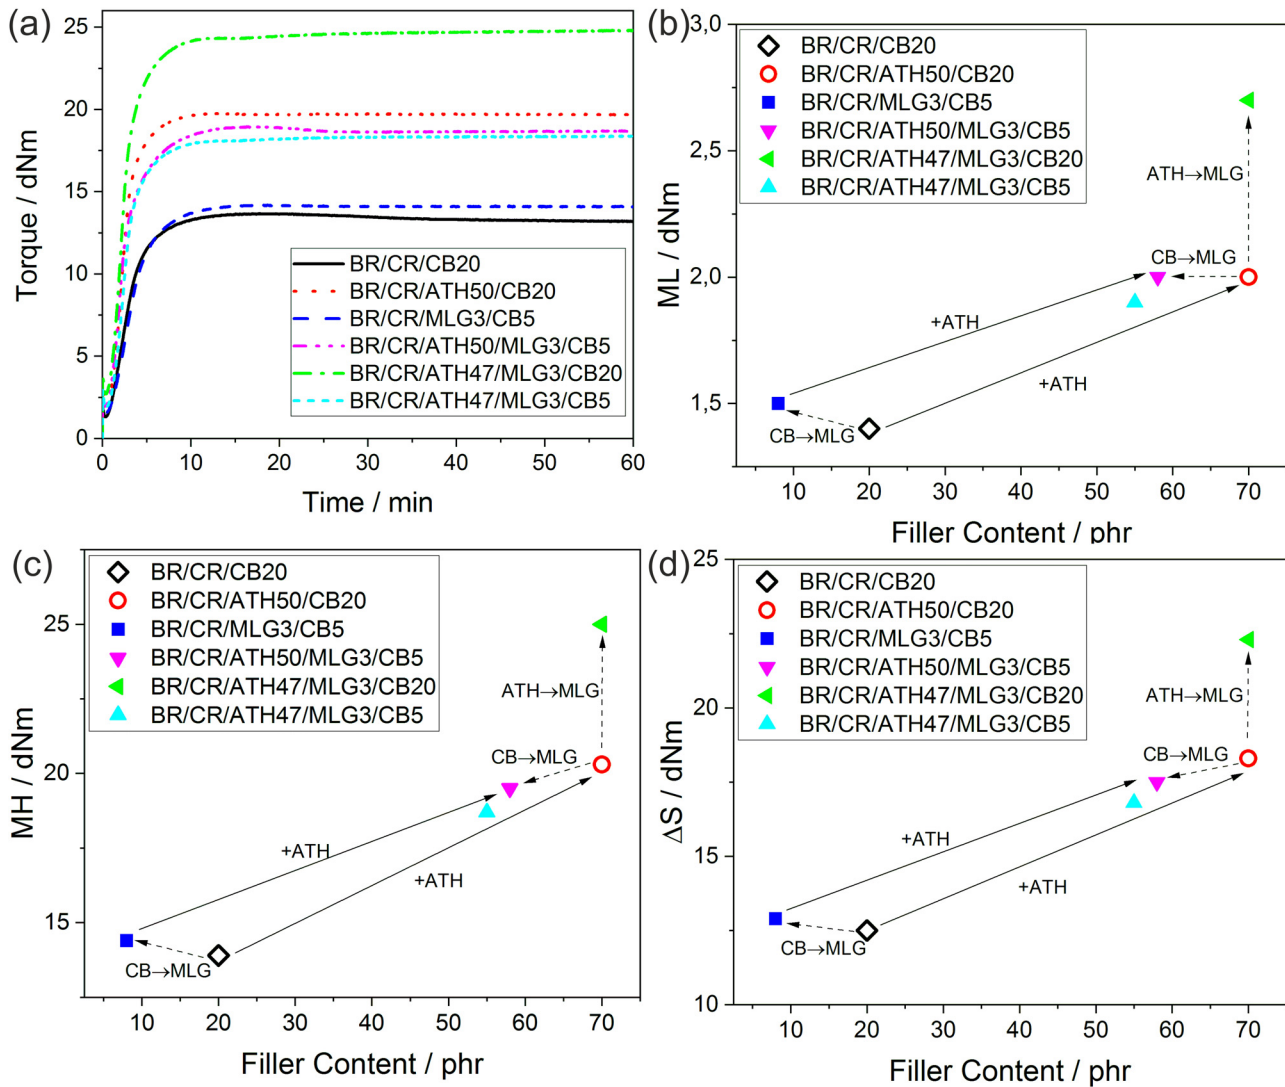 (a)
25
20
15
10
5
0
Torque / dNm
BR/CR/CB20
BR/CR/ATH50/CB20
BR/CR/MLG3/CB5
BR/CR/ATH50/MLG3/CB5
BR/CR/ATH47/MLG3/CB20
BR/CR/ATH47/MLG3/CB5
0 10 20 30 40 50 60
Time / min
(b)
3,0
2,5
2,0
1,5
ML / dNm
BR/CR/CB20
BR/CR/ATH50/CB20
BR/CR/MLG3/CB5
BR/CR/ATH50/MLG3/CB5
BR/CR/ATH47/MLG3/CB20
BR/CR/ATH47/MLG3/CB5
ATH→MLG
CB→MLG
+ATH
+ATH
CB→MLG
10 20 30 40 50 60 70
Filler Content / phr
(c)
25
20
15
MH / dNm
BR/CR/CB20
BR/CR/ATH50/CB20
BR/CR/MLG3/CB5
BR/CR/ATH50/MLG3/CB5
BR/CR/ATH47/MLG3/CB20
BR/CR/ATH47/MLG3/CB5
ATH→MLG
CB→MLG
+ATH
+ATH
CB→MLG
10 20 30 40 50 60 70
Filler Content / phr
(d)
25
20
15
10
ΔS / dNm
BR/CR/CB20
BR/CR/ATH50/CB20
BR/CR/MLG3/CB5
BR/CR/ATH50/MLG3/CB5
BR/CR/ATH47/MLG3/CB20
BR/CR/ATH47/MLG3/CB5
ATH→MLG
CB→MLG
+ATH
+ATH
CB→MLG
10 20 30 40 50 60 70
Filler Content / phr